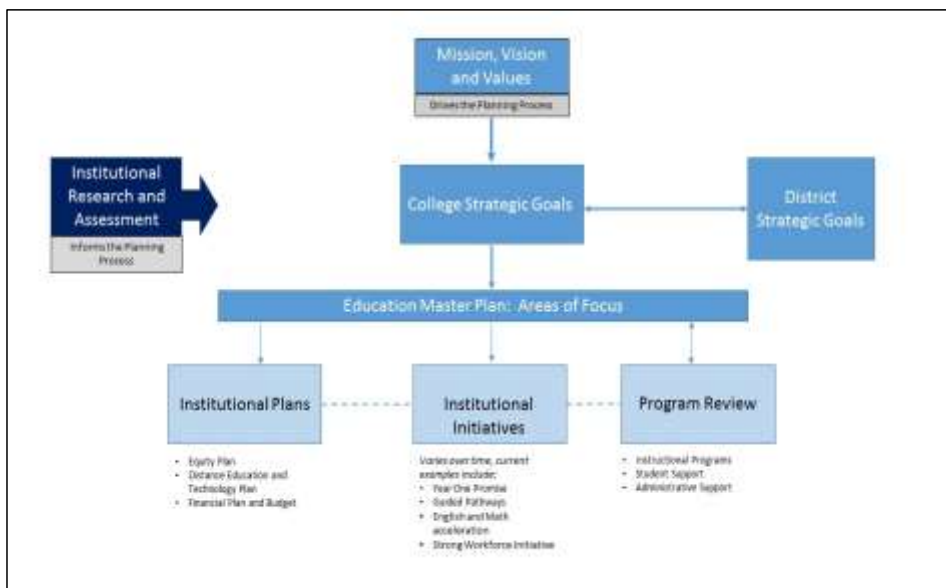 Mission, Vision
and Values
Drives the Planning Process
Institutional
Research and
Assessment
Informs the Planning
Process
College Strategic Goals
District
Strategic Goals
Education Master Plan:  Areas of Focus
Institutional Plans
• Equity Plan
• Distance Education and
Technology Plan
• Financial Plan and Budget
Institutional
Initiatives
Varies over time, current
examples include:
• Year One Promise
• Guided Pathways
• English and Math
acceleration
• Strong Workforce Initiative
Program Review
• Instructional Programs
• Student Support
• Administrative Support